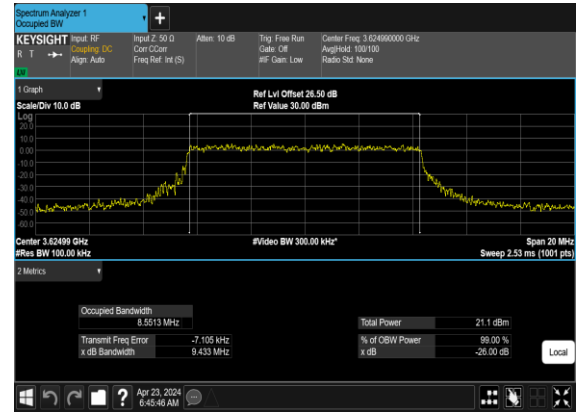 Spectrum Analyzer 1
Occupied BW
+
KEYSIGHT Input: RF Input Z: 50 Ω Atten: 10 dB Trig: Free Run Center Freq: 3.624990000 GHz
R T Coupling: DC Corr CCorr Gate: Off Avg|Hold: 100/100
Align: Auto Freq Ref: Int (S) #IF Gain: Low Radio Std: None
LXI
1 Graph
Ref Lvl Offset 26.50 dB
Scale/Div 10.0 dB Ref Value 30.00 dBm
Log
20.0
10.0
0.00
-10.0
-20.0
-30.0
-40.0
-50.0
-60.0
Center 3.62499 GHz #Video BW 300.00 kHz* Span 20 MHz
#Res BW 100.00 kHz Sweep 2.53 ms (1001 pts)
2 Metrics
Occupied Bandwidth
8.5513 MHz Total Power 21.1 dBm
Transmit Freq Error -7.105 kHz % of OBW Power 99.00 %
x dB Bandwidth 9.433 MHz x dB -26.00 dB
Local
? Apr 23, 2024
6:45:46 AM